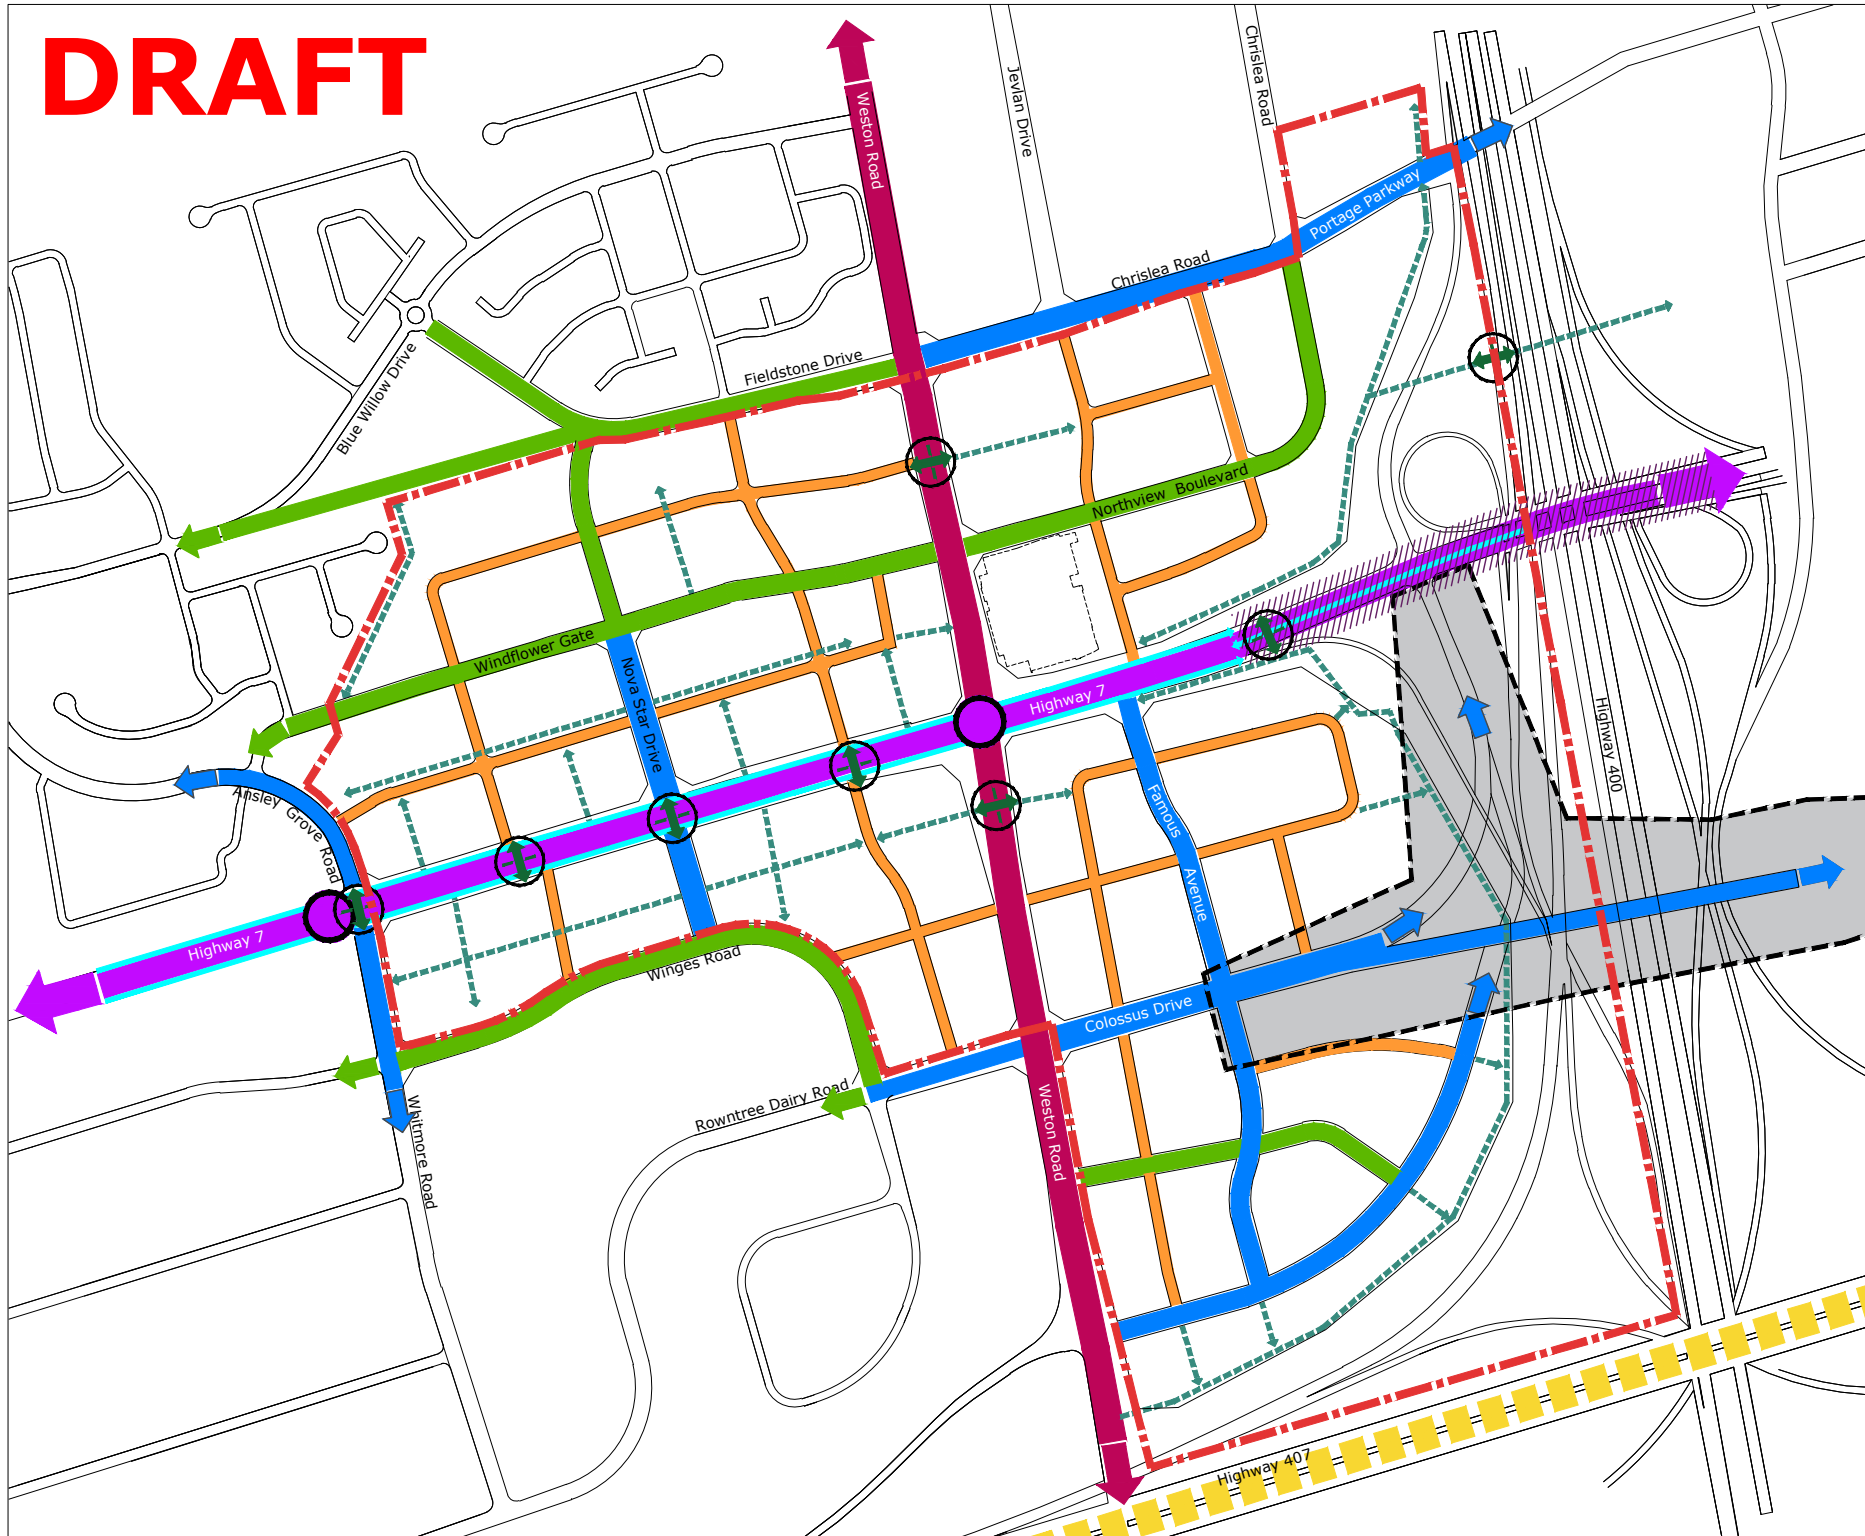 DRAFT
Weston Road
Jevlan Drive
Chrislea Road
Portage Parkway
Chrislea Road
Fieldstone Drive
Blue Willow Drive
Northview Boulevard
Windflower Gate
Nova Star Drive
Highway 7
Highway 400
Ansley Grove Road
Famous Avenue
Highway 7
Winges Road
Colossus Drive
Rowntree Dairy Road
Whitmore Road
Weston Road
Highway 407